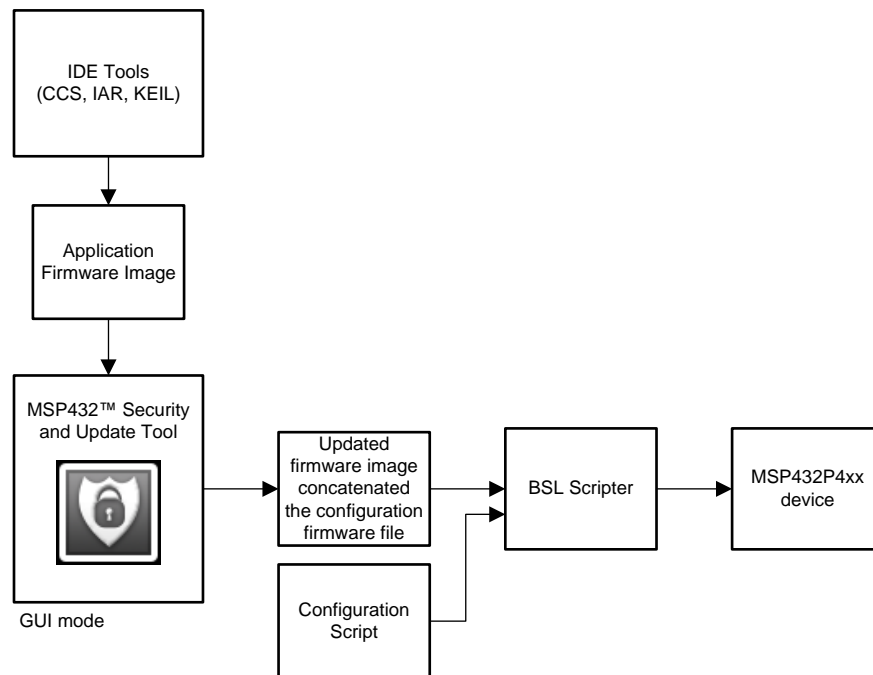 IDE Tools
(CCS, IAR, KEIL)
Application
Firmware Image
MSP432™ Security
and Update Tool
GUI mode
Updated
firmware image
concatenated
the configuration
firmware file
Configuration
Script
BSL Scripter
MSP432P4xx
device